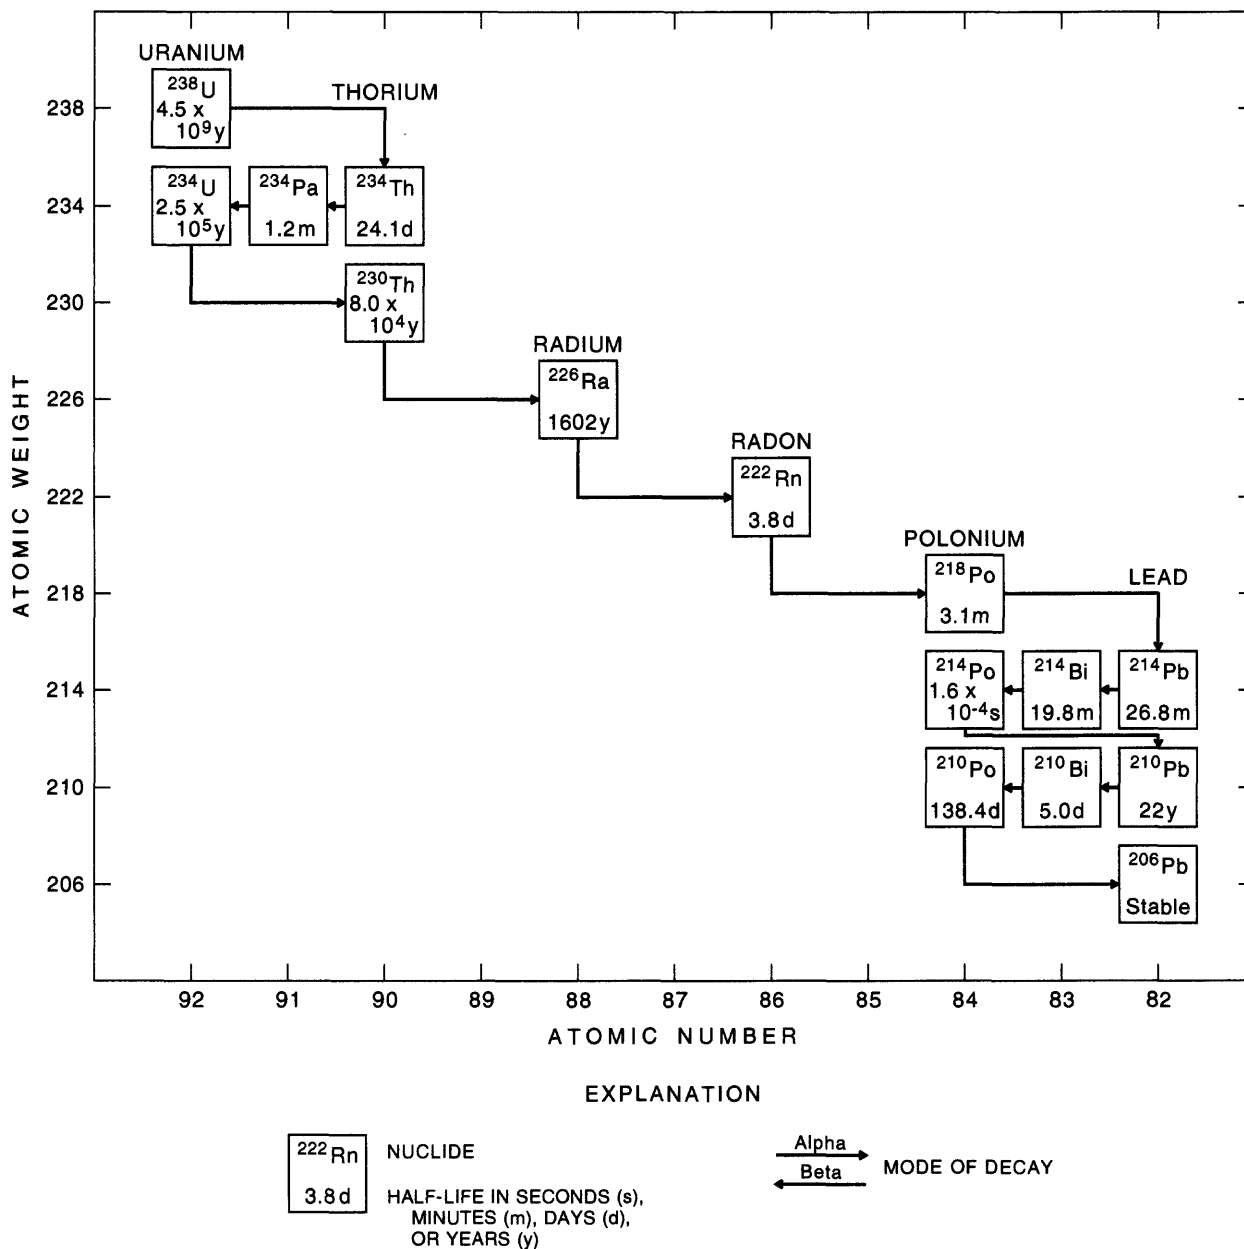 URANIUM
²³⁸U
4.5 x
10⁹y
THORIUM
238
²³⁴U
2.5 x
10⁵y
²³⁴Pa
1.2m
²³⁴Th
24.1d
234
²³⁰Th
8.0 x
10⁴y
230
RADIUM
²²⁶Ra
1602y
226
RADON
²²²Rn
3.8d
222
POLONIUM
²¹⁸Po
3.1m
LEAD
218
²¹⁴Po
1.6 x
10⁻⁴s
²¹⁴Bi
19.8m
²¹⁴Pb
26.8m
214
²¹⁰Po
138.4d
²¹⁰Bi
5.0d
²¹⁰Pb
22y
210
²⁰⁶Pb
Stable
206
ATOMIC WEIGHT
92 91 90 89 88 87 86 85 84 83 82
ATOMIC NUMBER
EXPLANATION
²²²Rn
3.8d
NUCLIDE
HALF-LIFE IN SECONDS (s),
MINUTES (m), DAYS (d),
OR YEARS (y)
Alpha
Beta
MODE OF DECAY